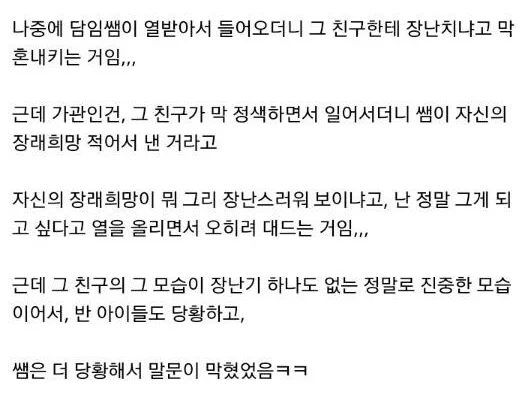 나중에 담임쌤이 열받아서 들어오더니 그 친구한테 장난치냐고 막
혼내키는 거임,,,
근데 가관인건, 그 친구가 막 정색하면서 일어서더니 쌤이 자신의
장래희망 적어서 낸 거라고
자신의 장래희망이 뭐 그리 장난스러워 보이냐고, 난 정말 그게 되
고 싶다고 열을 올리면서 오히려 대드는 거임,,,
근데 그 친구의 그 모습이 장난기 하나도 없는 정말로 진중한 모습
이어서, 반 아이들도 당황하고,
쌤은 더 당황해서 말문이 막혔었음ㅋㅋ